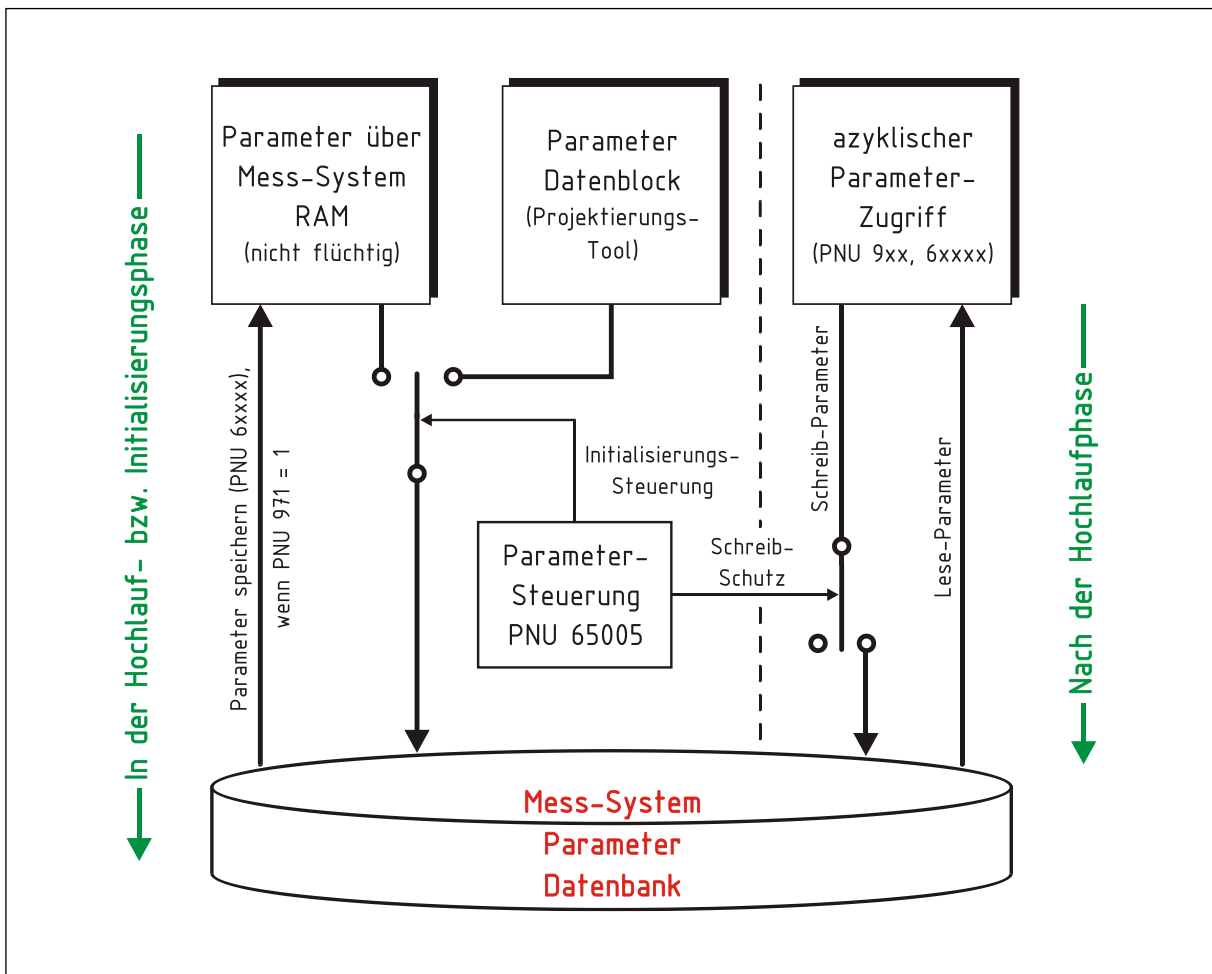 In der Hochlauf- bzw. Initialisierungsphase
Parameter über
Mess-System
RAM
(nicht flüchtig)
Parameter
Datenblock
(Projektierungs-
Tool)
azyklischer
Parameter-
Zugriff
(PNU 9xx, 6xxxx)
Parameter speichern (PNU 6xxxx),
wenn PNU 971 = 1
Initialisierungs-
Steuerung
Parameter-
Steuerung
PNU 65005
Schreib-
Schutz
Schreib-Parameter
Lese-Parameter
Nach der Hochlaufphase
Mess-System
Parameter
Datenbank